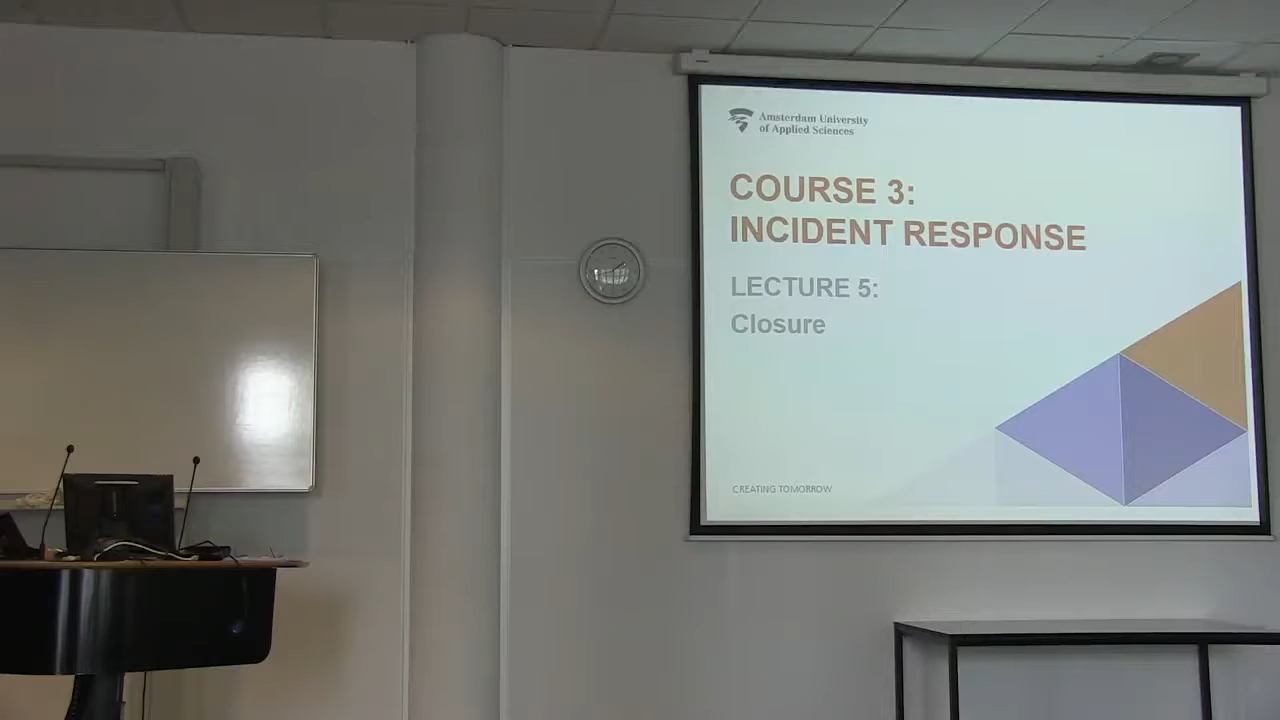 Amsterdam University
of Applied Sciences
COURSE 3:
INCIDENT RESPONSE
LECTURE 5:
Closure
CREATING TOMORROW